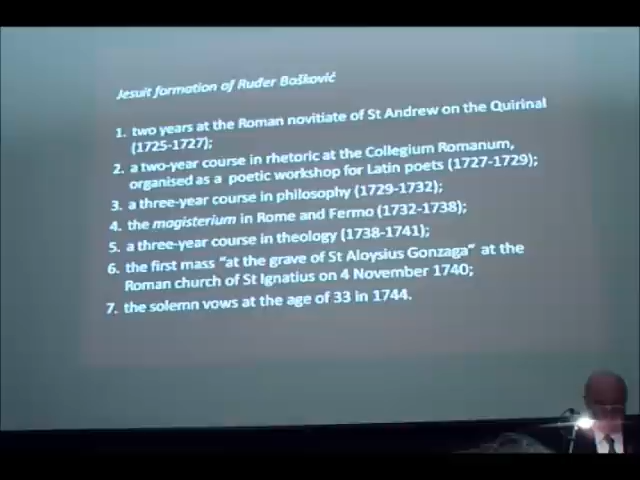 Jesuit formation of Ruđer Bošković
1. two years at the Roman novitiate of St Andrew on the Quirinal
(1725-1727);
2. a two-year course in rhetoric at the Collegium Romanum,
organised as a poetic workshop for Latin poets (1727-1729);
3. a three-year course in philosophy (1729-1732);
4. the magisterium in Rome and Fermo (1732-1738);
5. a three-year course in theology (1738-1741);
6. the first mass "at the grave of St Aloysius Gonzaga" at the
Roman church of St Ignatius on 4 November 1740;
7. the solemn vows at the age of 33 in 1744.